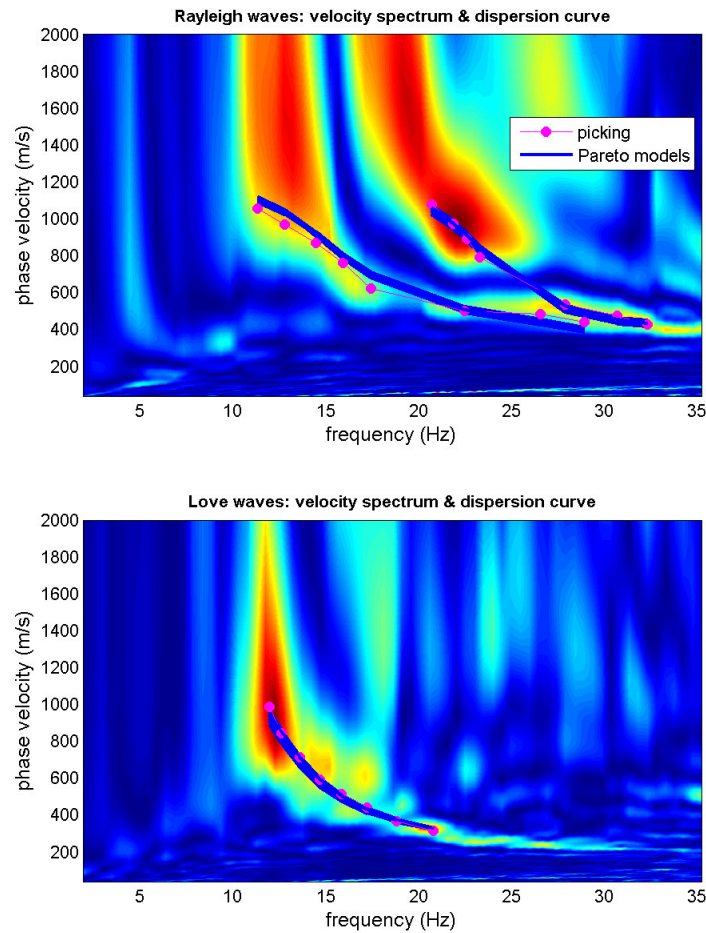 Rayleigh waves: velocity spectrum & dispersion curve
2000
1800
1600
1400
1200
1000
800
600
400
200
phase velocity (m/s)
picking
Pareto models
5 10 15 20 25 30 35
frequency (Hz)
Love waves: velocity spectrum & dispersion curve
2000
1800
1600
1400
1200
1000
800
600
400
200
phase velocity (m/s)
5 10 15 20 25 30 35
frequency (Hz)